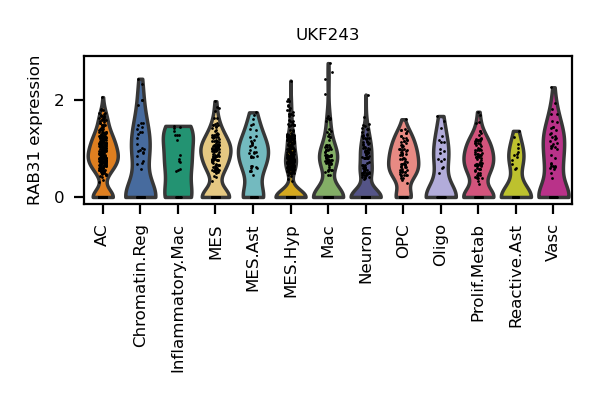 UKF243
RAB31 expression
2
0
AC
Chromatin.Reg
Inflammatory.Mac
MES
MES.Ast
MES.Hyp
Mac
Neuron
OPC
Oligo
Prolif.Metab
Reactive.Ast
Vasc